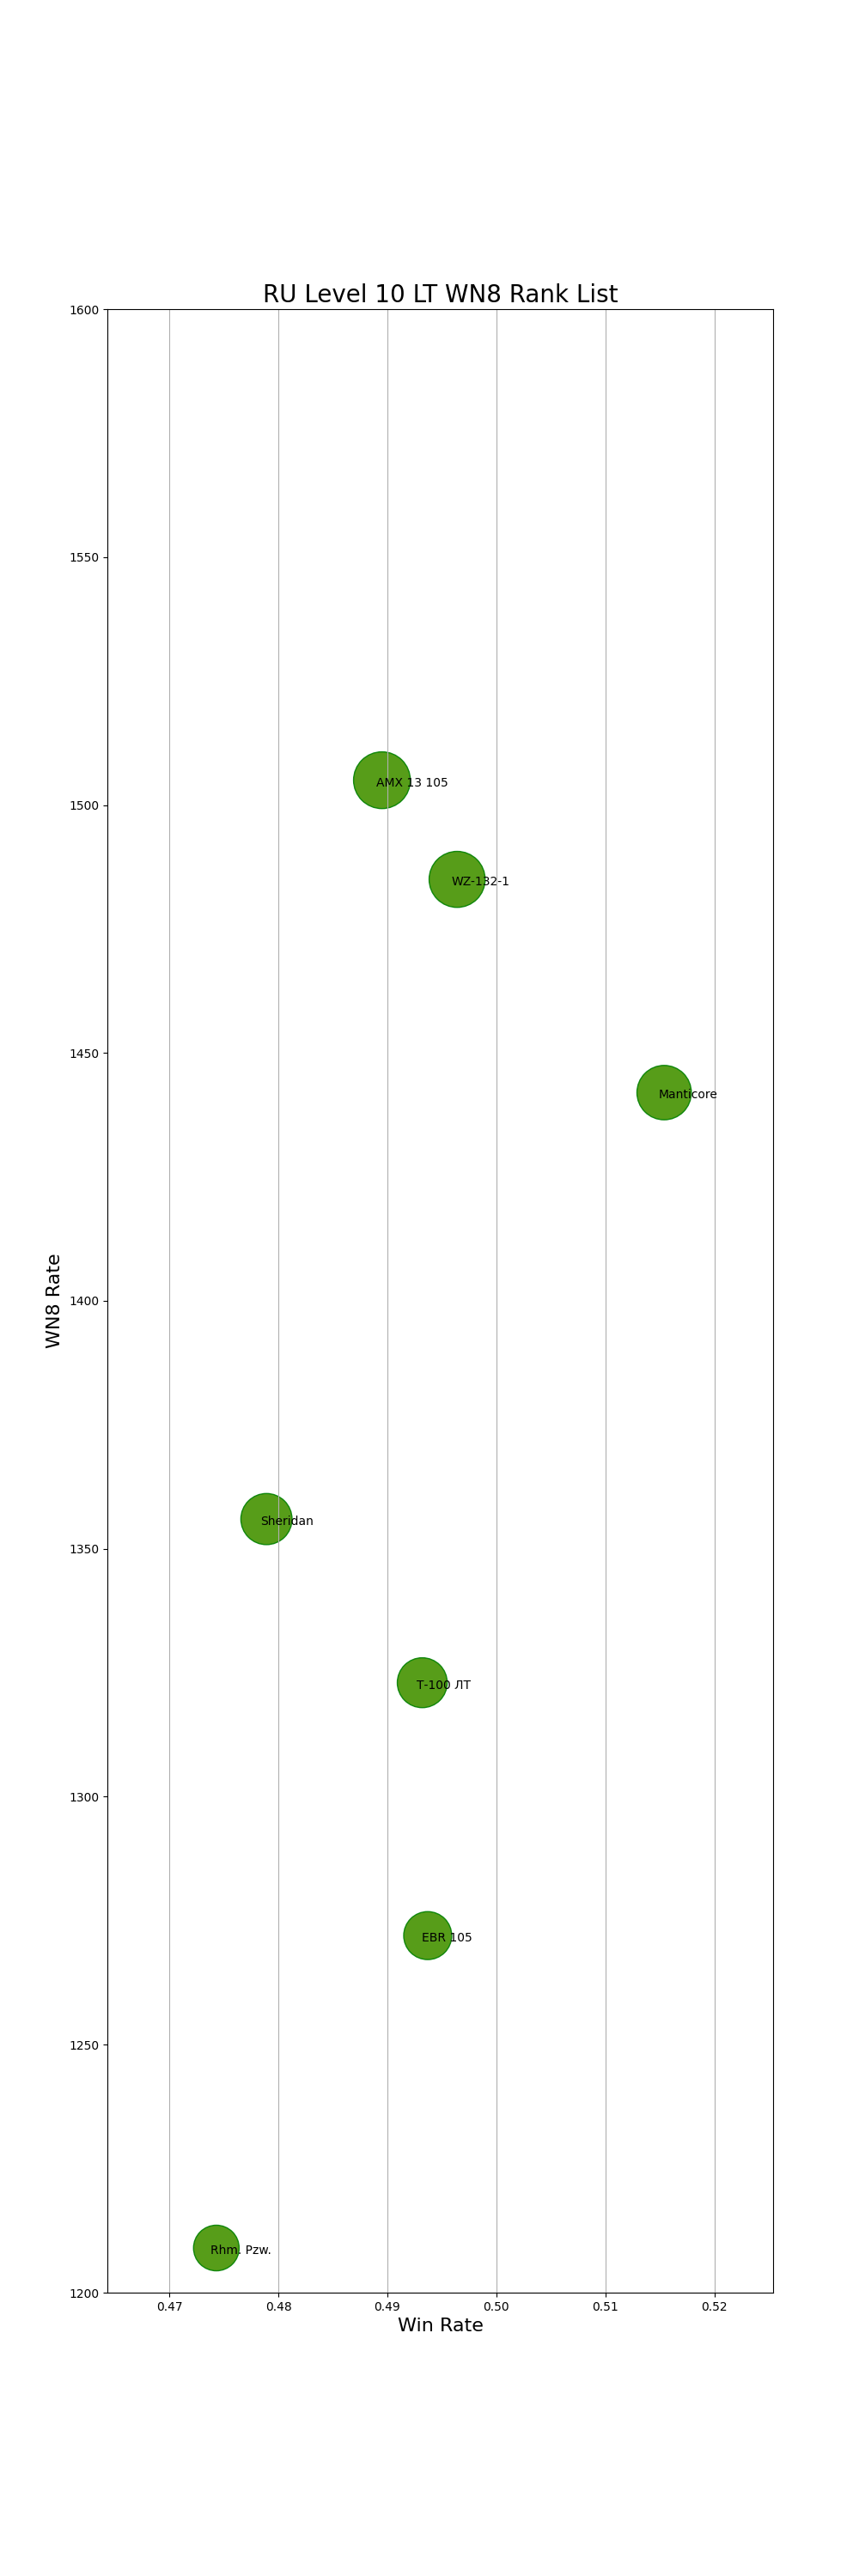 RU Level 10 LT WN8 Rank List
1600
1550
AMX 13 105
1500
WZ-132-1
1450
Manticore
WN8 Rate
1400
Sheridan
1350
Т-100 ЛТ
1300
EBR 105
1250
Rhm. Pzw.
1200
0.47 0.48 0.49 0.50 0.51 0.52
Win Rate